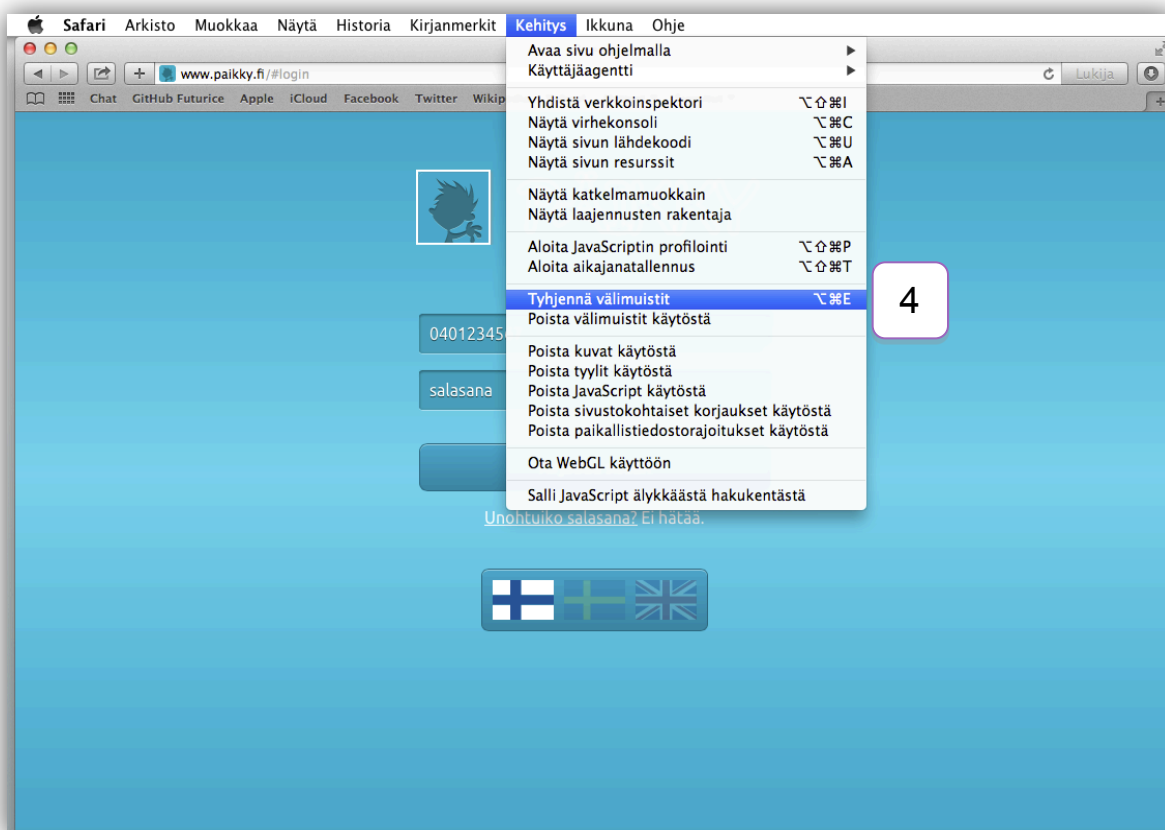 Safari Arkisto Muokkaa Näytä Historia Kirjanmerkit Kehitys Ikkuna Ohje
www.paikky.fi/#login
Lukija
Chat GitHub Futurice Apple iCloud Facebook Twitter
Avaa sivu ohjelmalla
Käyttäjäagentti
Yhdistä verkkoinspektori ⌥⇧⌘I
Näytä virhekonsoli ⌥⌘C
Näytä sivun lähdekoodi ⌥⌘U
Näytä sivun resurssit ⌥⌘A
Näytä katkelmamuokkain
Näytä laajennusten rakentaja
Aloita JavaScriptin profilointi ⌥⇧⌘P
Aloita aikajanatallennus ⌥⇧⌘T
Tyhjennä välimuistit ⌥⌘E
4
Poista välimuistit käytöstä
Poista kuvat käytöstä
Poista tyylit käytöstä
Poista JavaScript käytöstä
Poista sivustokohtaiset korjaukset käytöstä
Poista paikallistiedostorajoitukset käytöstä
Ota WebGL käyttöön
Salli JavaScript älykkäästä hakukentästä
040123456
salasana
Unohtuiko salasana? Ei hätää.